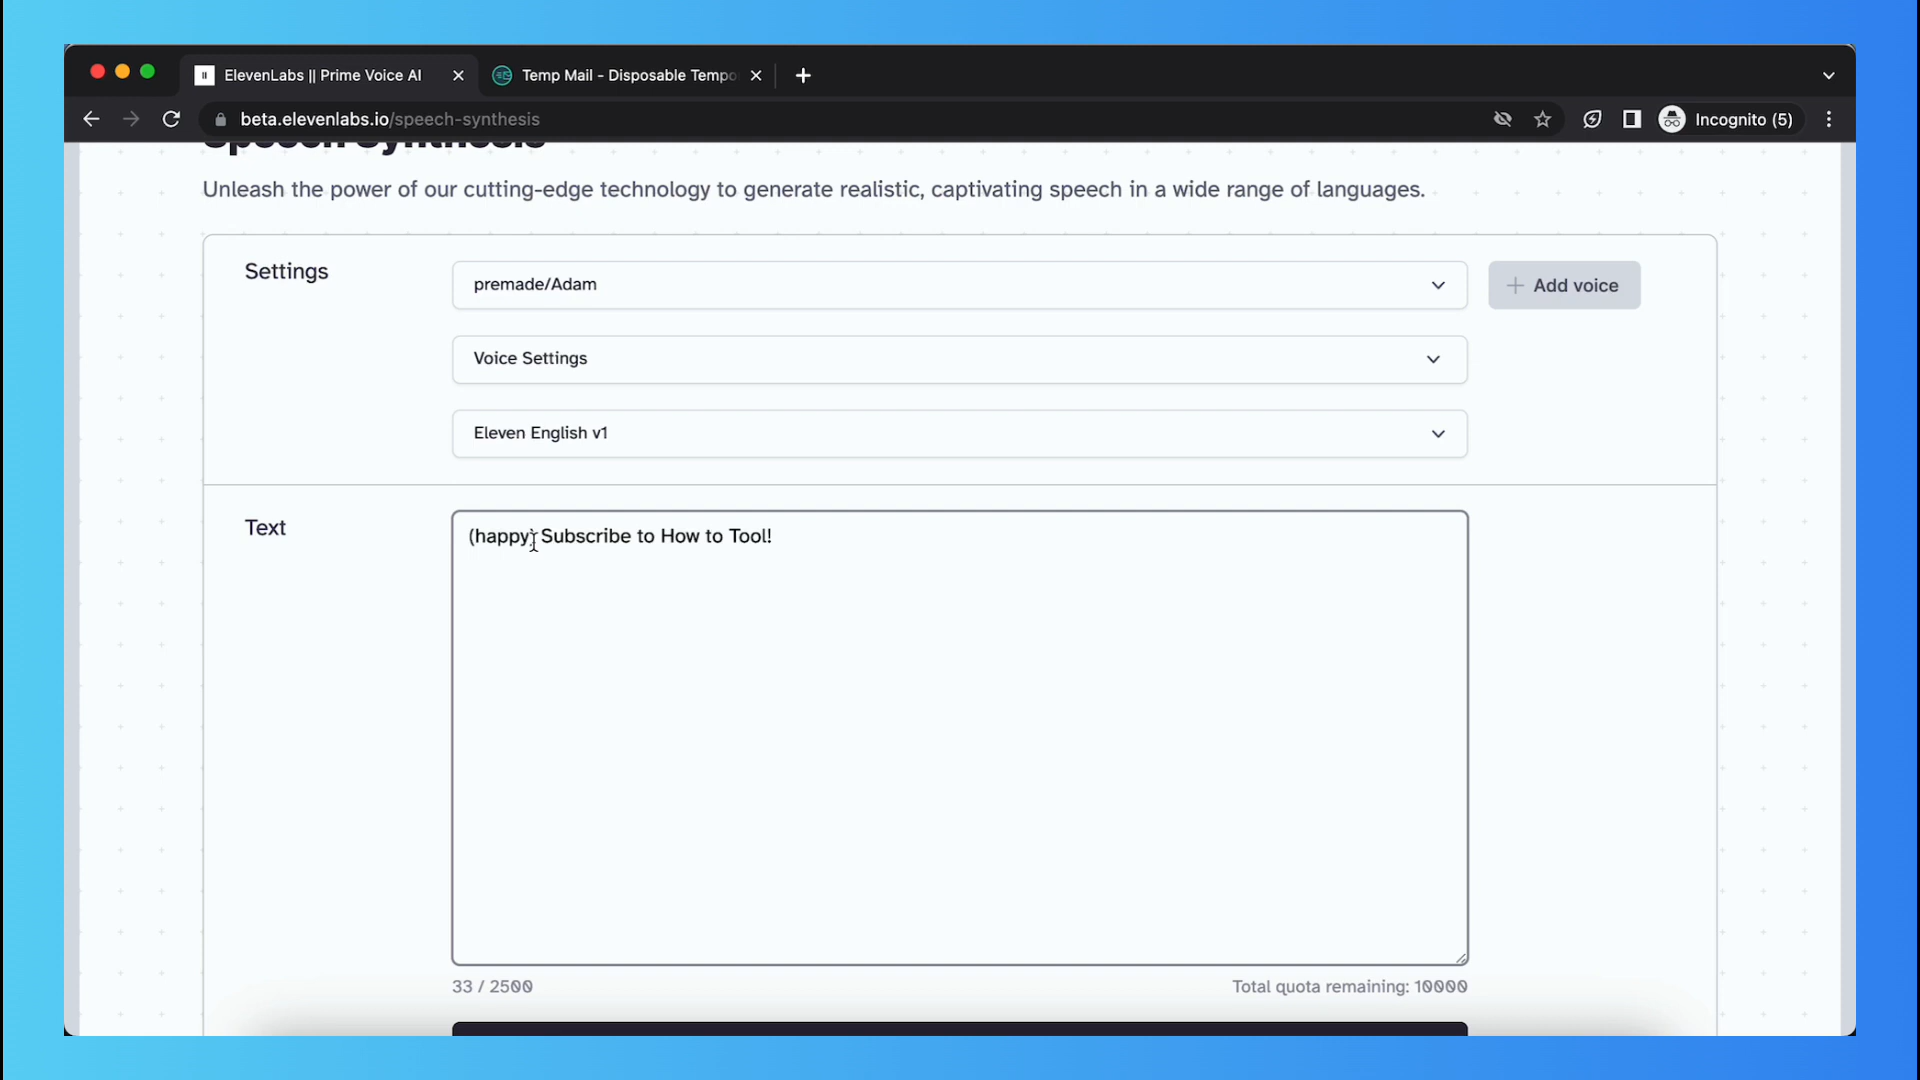 ElevenLabs || Prime Voice AI
Temp Mail - Disposable Tempo
beta.elevenlabs.io/speech-synthesis
Incognito (5)
Speech Synthesis
Unleash the power of our cutting-edge technology to generate realistic, captivating speech in a wide range of languages.
Settings
premade/Adam
+ Add voice
Voice Settings
Eleven English v1
Text
(happy) Subscribe to How to Tool!
33 / 2500
Total quota remaining: 10000